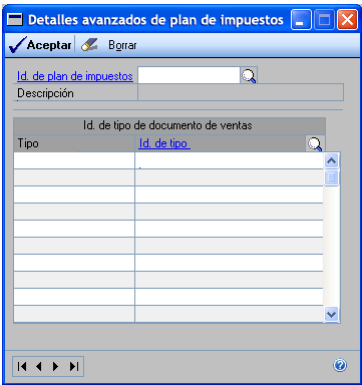 Detalles avanzados de plan de impuestos
Aceptar Borrar
Id. de plan de impuestos
Descripción
Id. de tipo de documento de ventas
Tipo Id. de tipo